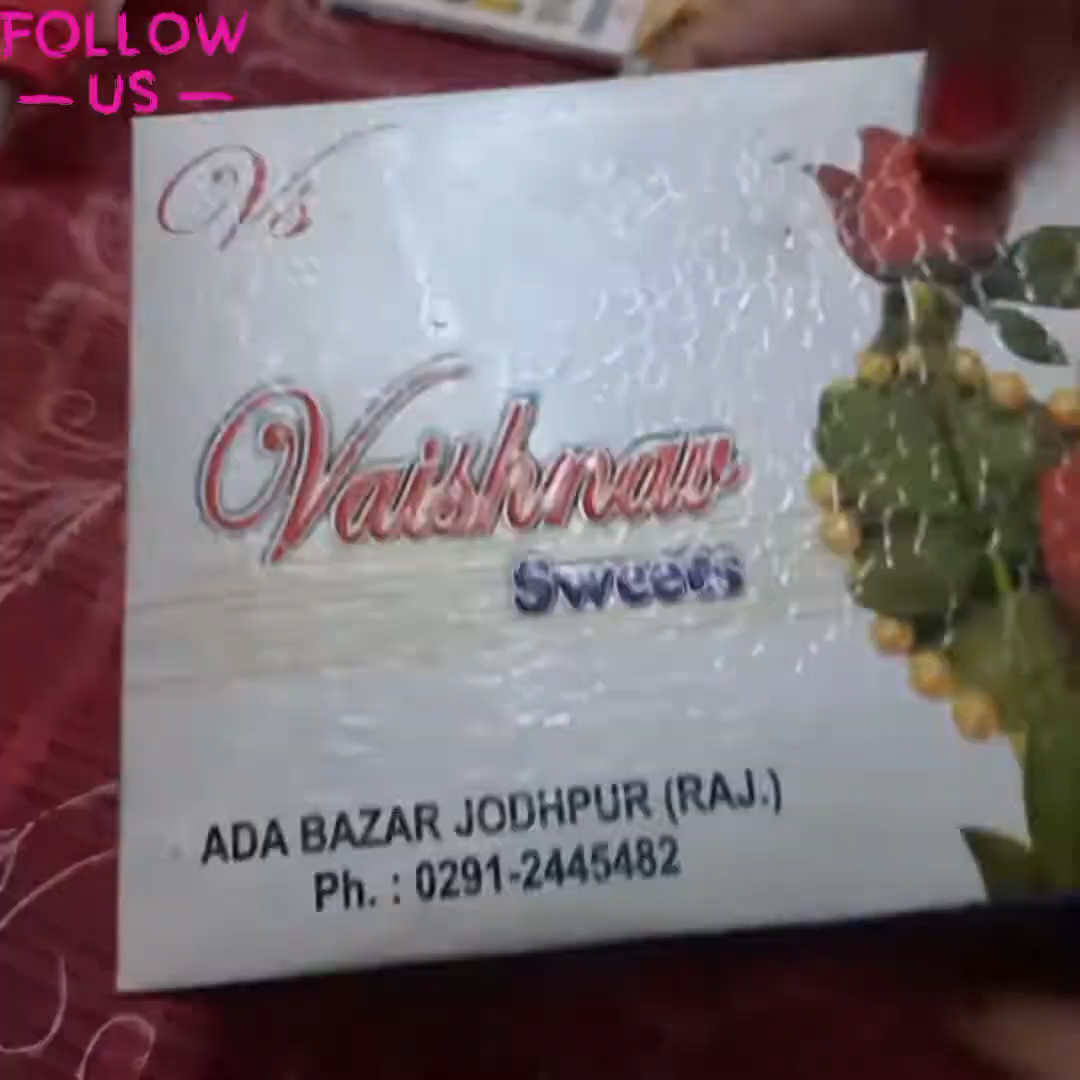 FOLLOW
US
Vs
Vaishnav
Sweets
ADA BAZAR JODHPUR (RAJ.)
Ph. : 0291-2445482